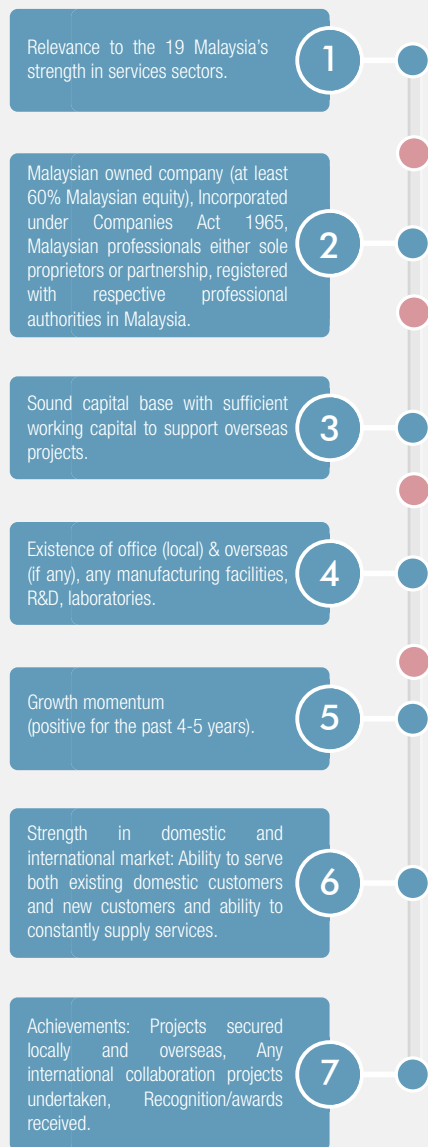 Relevance to the 19 Malaysia's
strength in services sectors.
1
Malaysian owned company (at least
60% Malaysian equity), Incorporated
under Companies Act 1965,
Malaysian professionals either sole
proprietors or partnership, registered
with respective professional
authorities in Malaysia.
2
Sound capital base with sufficient
working capital to support overseas
projects.
3
Existence of office (local) & overseas
(if any), any manufacturing facilities,
R&D, laboratories.
4
Growth momentum
(positive for the past 4-5 years).
5
Strength in domestic and
international market: Ability to serve
both existing domestic customers
and new customers and ability to
constantly supply services.
6
Achievements: Projects secured
locally and overseas, Any
international collaboration projects
undertaken, Recognition/awards
received.
7